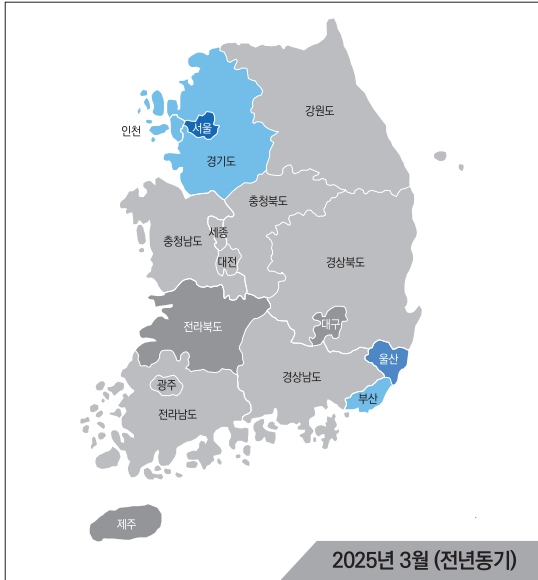 강원도
인천
서울
경기도
충청북도
충청남도
세종
대전
경상북도
전라북도
대구
울산
경상남도
광주
부산
전라남도
제주
2025년 3월 (전년동기)